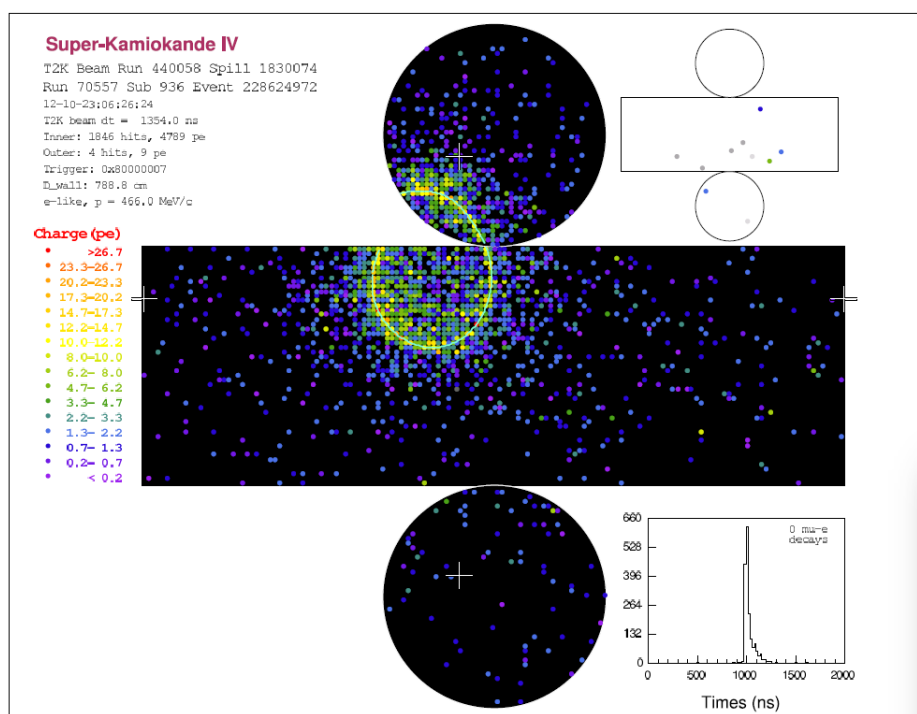 Super-Kamiokande IV
T2K Beam Run 440058 Spill 1830074
Run 70557 Sub 936 Event 228624972
12-10-23:06:26:24
T2K beam dt = 1354.0 ns
Inner: 1846 hits, 4789 pe
Outer: 4 hits, 9 pe
Trigger: 0x80000007
D_wall: 788.8 cm
e-like, p = 466.0 MeV/c
Charge(pe)
>26.7
23.3-26.7
20.2-23.3
17.3-20.2
14.7-17.3
12.2-14.7
10.0-12.2
8.0-10.0
6.2- 8.0
4.7- 6.2
3.3- 4.7
2.2- 3.3
1.3- 2.2
0.7- 1.3
0.2- 0.7
< 0.2
0 mu-e
decays
660
528
396
264
132
0
0 500 1000 1500 2000
Times (ns)